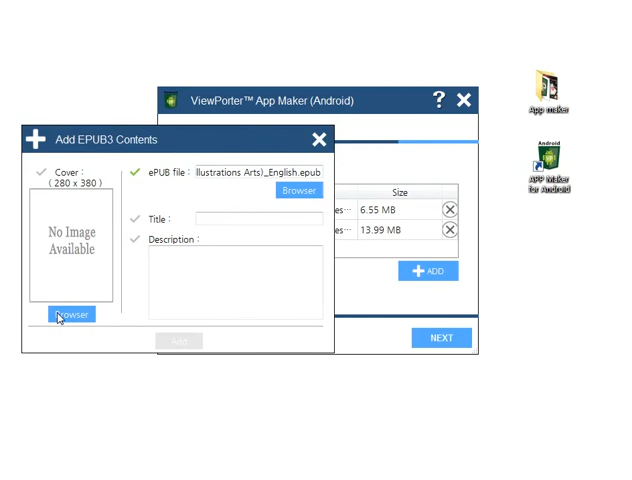 ViewPorter™ App Maker (Android)
?
Add EPUB3 Contents
Cover :
( 280 x 380 )
No Image
Available
Browser
ePUB file :
llustrations Arts)_English.epub
Browser
Title :
Description :
Add
Size
es… 6.55 MB
es… 13.99 MB
ADD
NEXT
App maker
Android
APP Maker
for Android